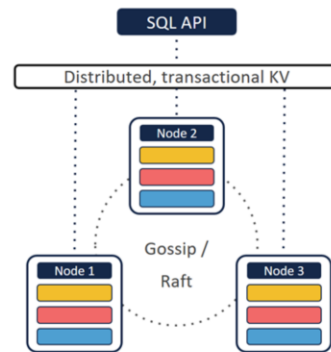 SQL API
Distributed, transactional KV
Node 2
Gossip /
Raft
Node 1
Node 3